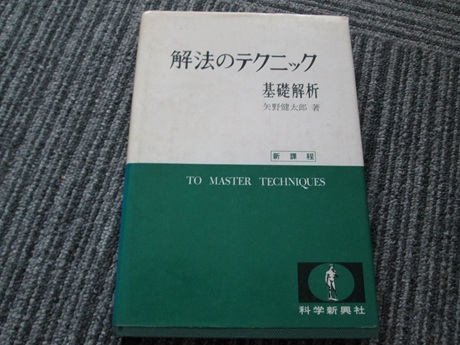 解法のテクニック
基礎解析
矢野健太郎 著
新課程
TO MASTER TECHNIQUES
科学新興社